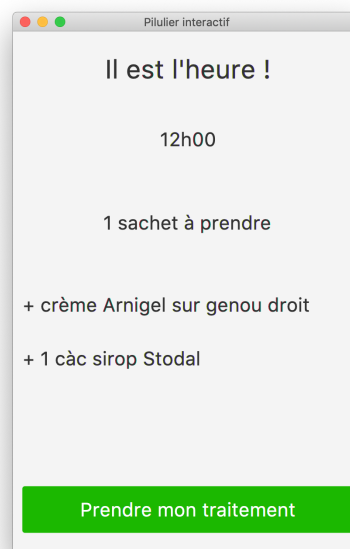 Pilulier interactif
Il est l'heure !
12h00
1 sachet à prendre
+ crème Arnigel sur genou droit
+ 1 càc sirop Stodal
Prendre mon traitement